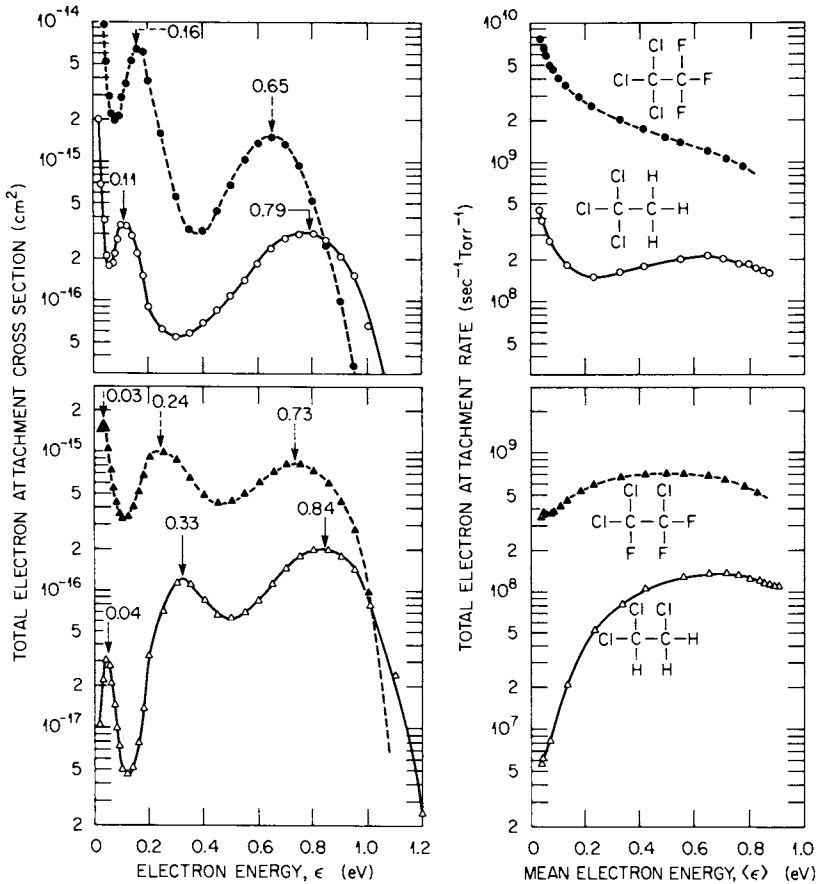 TOTAL ELECTRON ATTACHMENT CROSS SECTION (cm²)
10⁻¹⁴
5
2
10⁻¹⁵
5
2
10⁻¹⁶
5
0.16
0.65
0.11
0.79
2
10⁻¹⁵
5
2
10⁻¹⁶
5
2
10⁻¹⁷
5
2
0.03
0.24
0.73
0.33
0.84
0.04
0 0.2 0.4 0.6 0.8 1.0 1.2
ELECTRON ENERGY, ε (eV)
TOTAL ELECTRON ATTACHMENT RATE (sec⁻¹Torr⁻¹)
10¹⁰
5
2
10⁹
5
2
10⁸
5
Cl F
Cl—C—C—F
Cl F
Cl H
Cl—C—C—H
Cl H
2
10⁹
5
2
10⁸
5
2
10⁷
5
2
Cl Cl
Cl—C—C—F
F F
Cl Cl
Cl—C—C—H
H H
0 0.2 0.4 0.6 0.8 1.0
MEAN ELECTRON ENERGY, ⟨ε⟩ (eV)